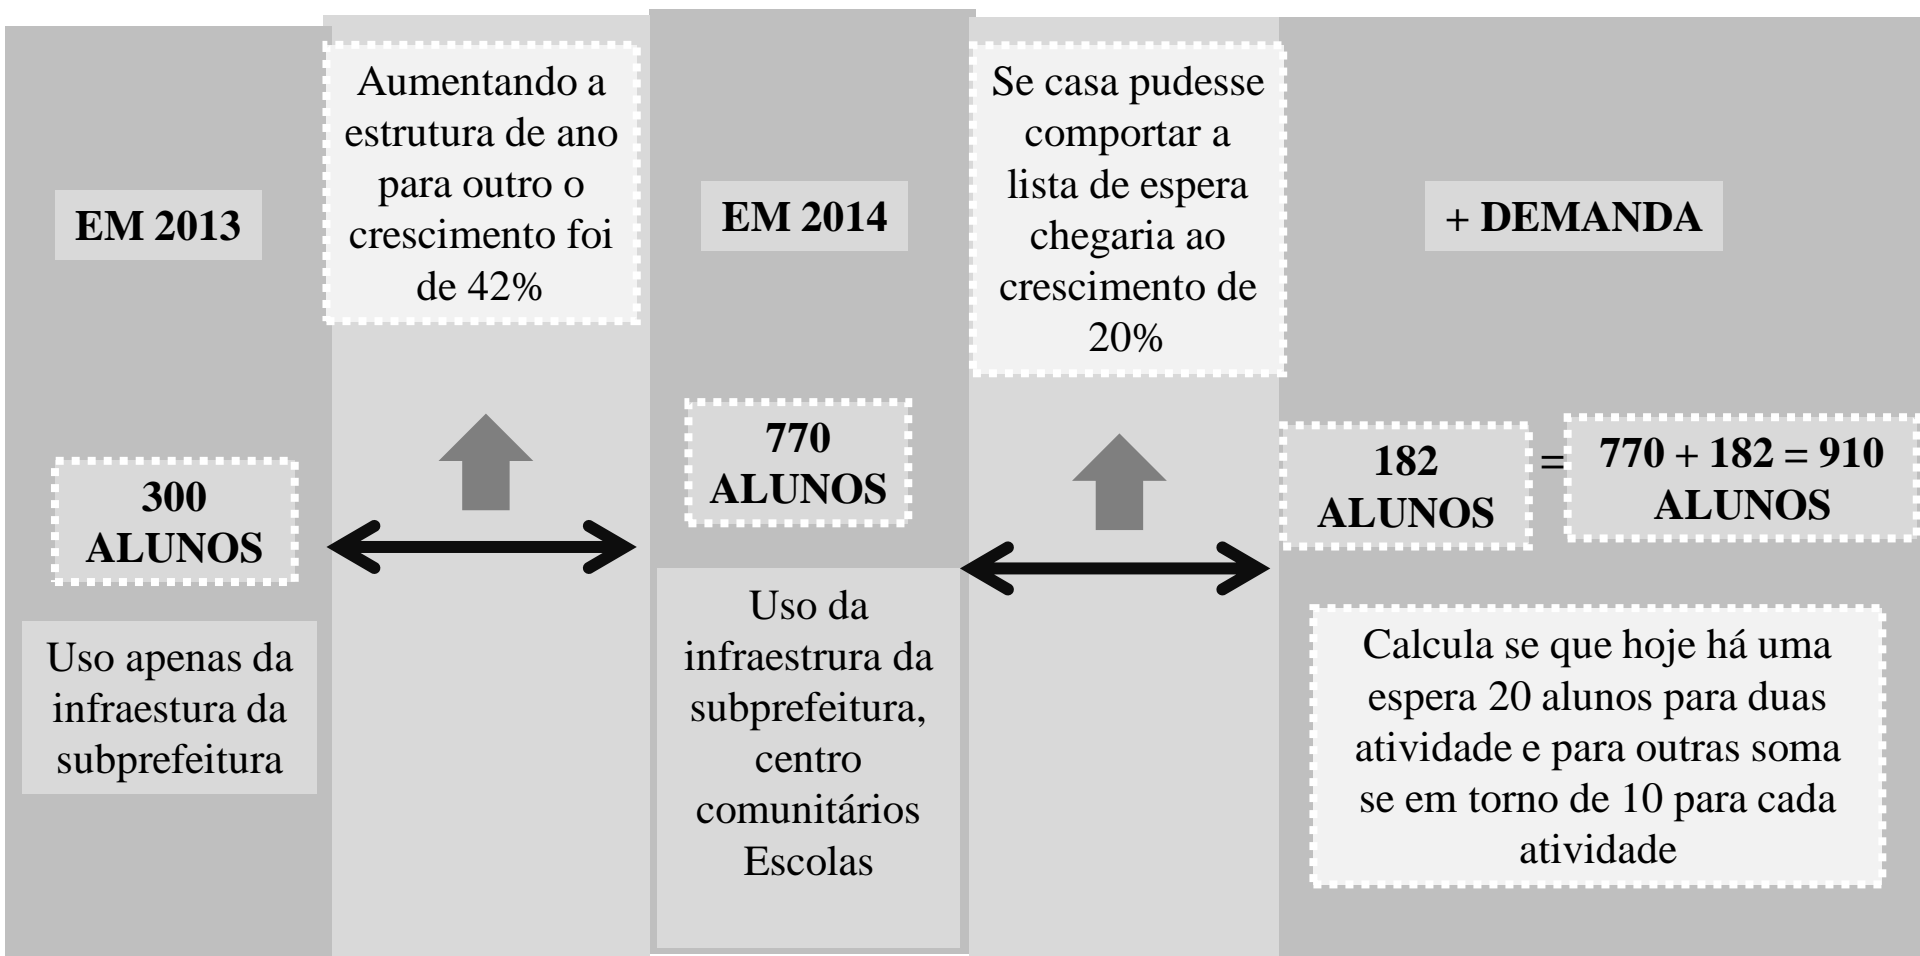 EM 2013
300
ALUNOS
Uso apenas da
infraestura da
subprefeitura
Aumentando a
estrutura de ano
para outro o
crescimento foi
de 42%
EM 2014
770
ALUNOS
Uso da
infraestrura da
subprefeitura,
centro
comunitários
Escolas
Se casa pudesse
comportar a
lista de espera
chegaria ao
crescimento de
20%
+ DEMANDA
182
ALUNOS
=
770 + 182 = 910
ALUNOS
Calcula se que hoje há uma
espera 20 alunos para duas
atividade e para outras soma
se em torno de 10 para cada
atividade